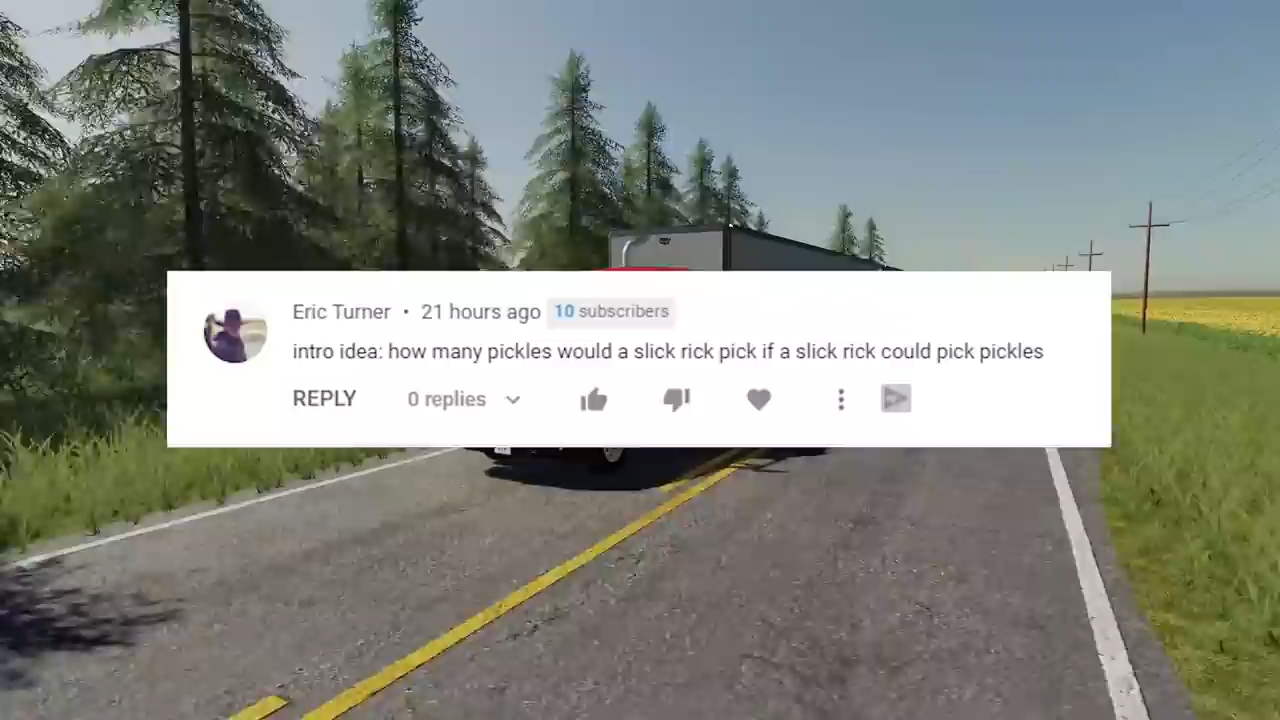 Eric Turner • 21 hours ago 10 subscribers
intro idea: how many pickles would a slick rick pick if a slick rick could pick pickles
REPLY 0 replies